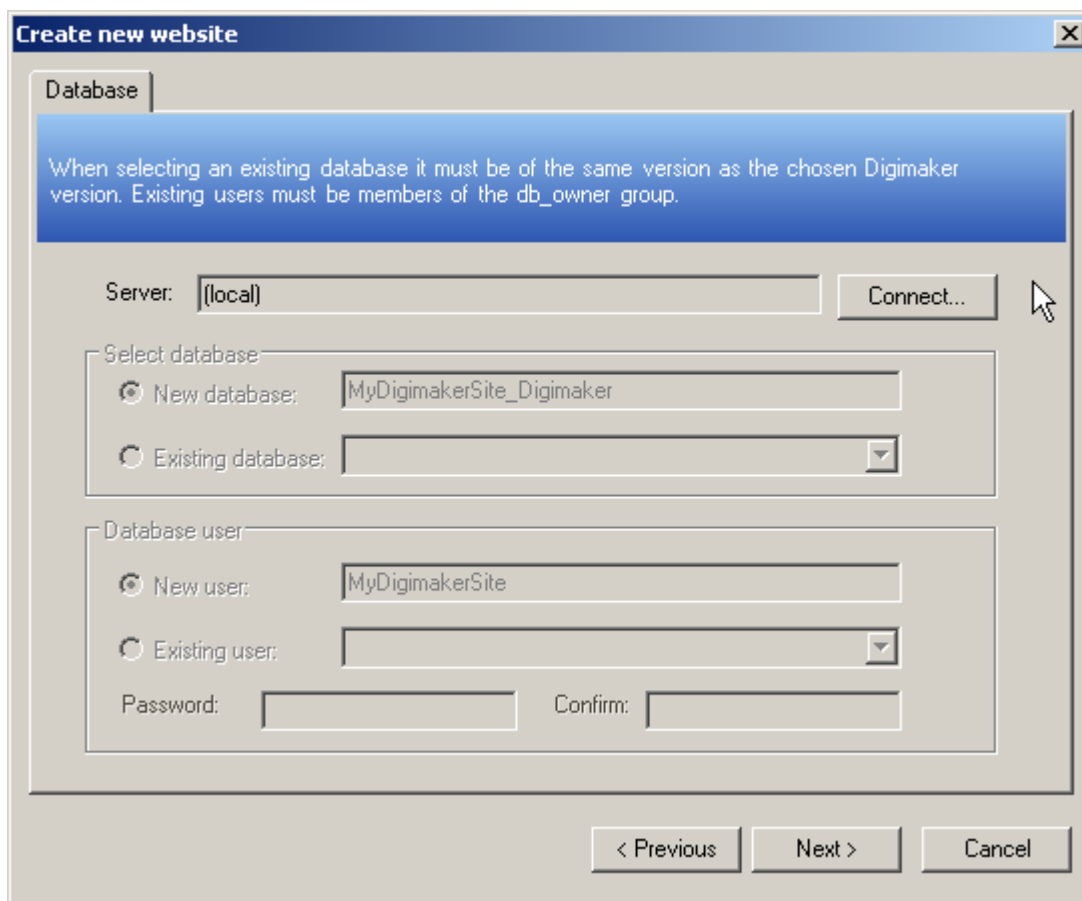 Create new website
Database
When selecting an existing database it must be of the same version as the chosen Digimaker
version. Existing users must be members of the db_owner group.
Server: (local) Connect...
Select database
New database: MyDigimakerSite_Digimaker
Existing database:
Database user
New user: MyDigimakerSite
Existing user:
Password: Confirm:
< Previous Next > Cancel